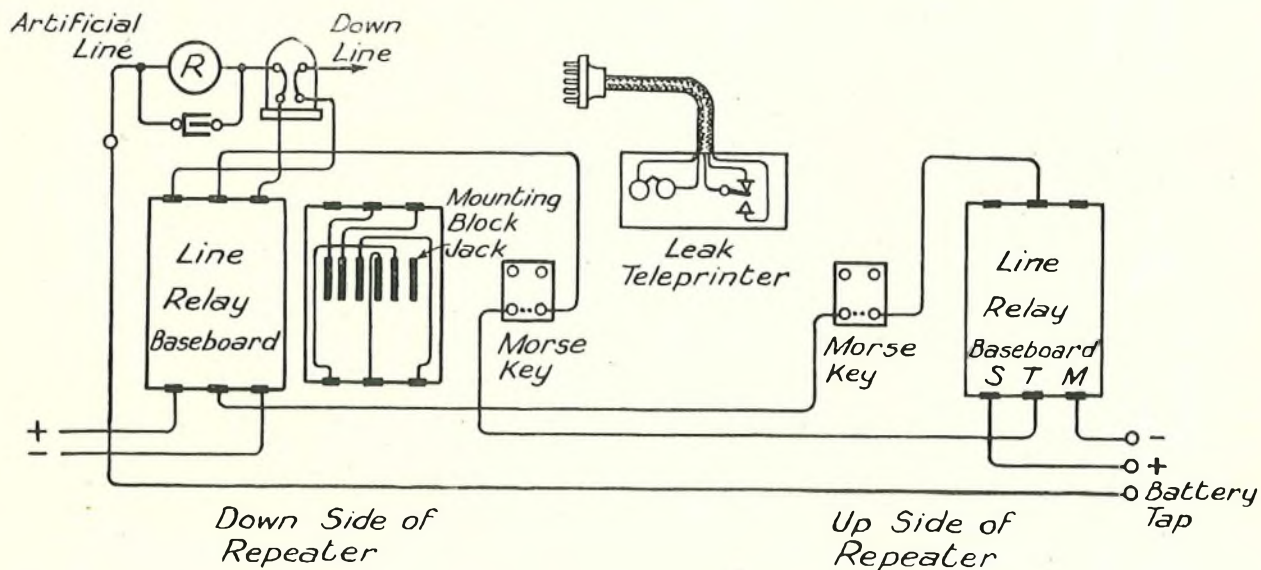 Artificial
Line
Down
Line
R
Mounting
Block
Jack
Leak
Teleprinter
Line
Relay
Baseboard
Morse
Key
Morse
Key
Line
Relay
Baseboard
S T M
+
-
-
+
Battery
Tap
Down Side of
Repeater
Up Side of
Repeater